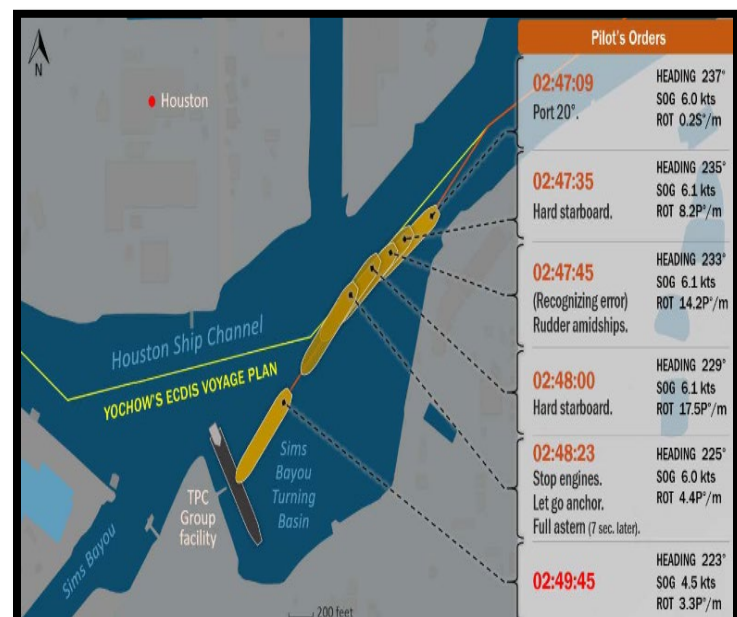 N
Houston
Houston Ship Channel
YOCHOW'S ECDIS VOYAGE PLAN
Sims
Bayou
Turning
Basin
TPC
Group
facility
Sims Bayou
200 feet
Pilot's Orders
02:47:09
Port 20°.
HEADING 237°
SOG 6.0 kts
ROT 0.2S°/m
02:47:35
Hard starboard.
HEADING 235°
SOG 6.1 kts
ROT 8.2P°/m
02:47:45
(Recognizing error)
Rudder amidships.
HEADING 233°
SOG 6.1 kts
ROT 14.2P°/m
02:48:00
Hard starboard.
HEADING 229°
SOG 6.1 kts
ROT 17.5P°/m
02:48:23
Stop engines.
Let go anchor.
Full astern (7 sec. later).
HEADING 225°
SOG 6.0 kts
ROT 4.4P°/m
02:49:45
HEADING 223°
SOG 4.5 kts
ROT 3.3P°/m